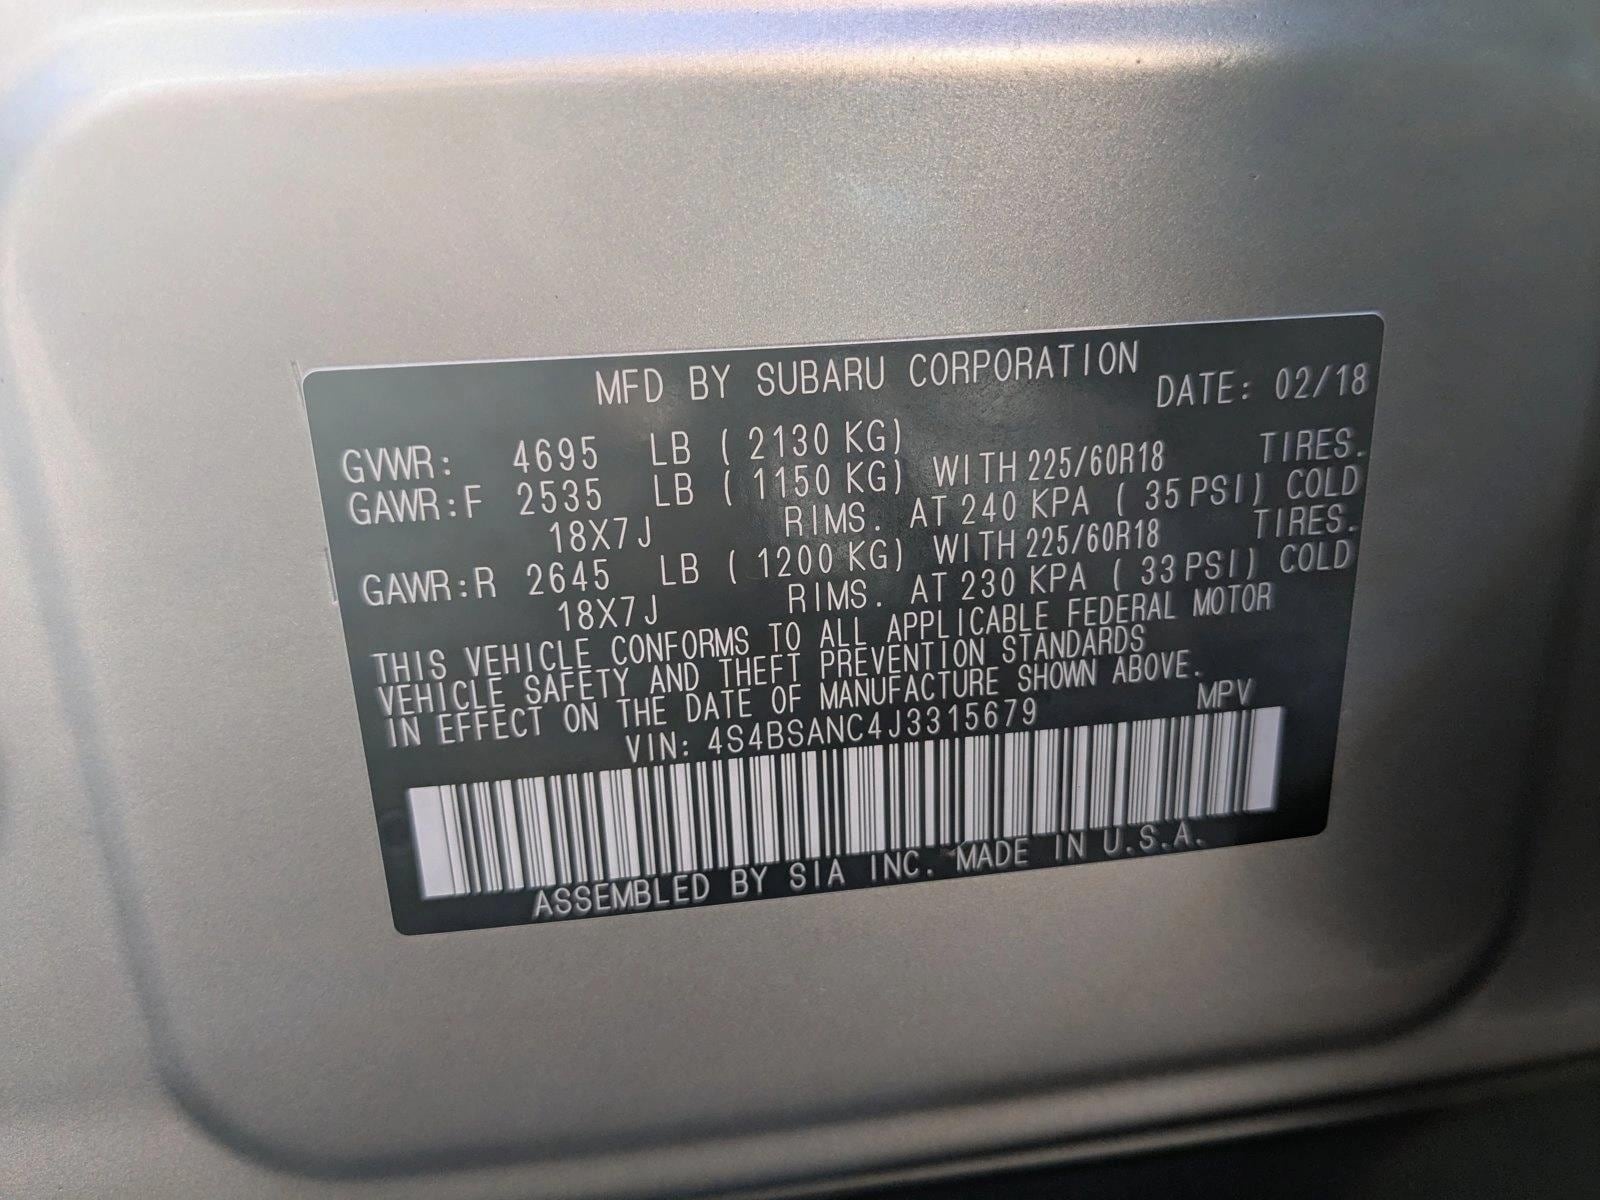 MFD BY SUBARU CORPORATION DATE: 02/18
GVWR: 4695 LB ( 2130 KG)
GAWR:F 2535 LB ( 1150 KG) WITH 225/60R18 TIRES.
18X7J RIMS. AT 240 KPA ( 35 PSI) COLD
GAWR:R 2645 LB ( 1200 KG) WITH 225/60R18 TIRES.
18X7J RIMS. AT 230 KPA ( 33 PSI) COLD
THIS VEHICLE CONFORMS TO ALL APPLICABLE FEDERAL MOTOR
VEHICLE SAFETY AND THEFT PREVENTION STANDARDS
IN EFFECT ON THE DATE OF MANUFACTURE SHOWN ABOVE.
VIN: 4S4BSANC4J3315679 MPV
ASSEMBLED BY SIA INC. MADE IN U.S.A.